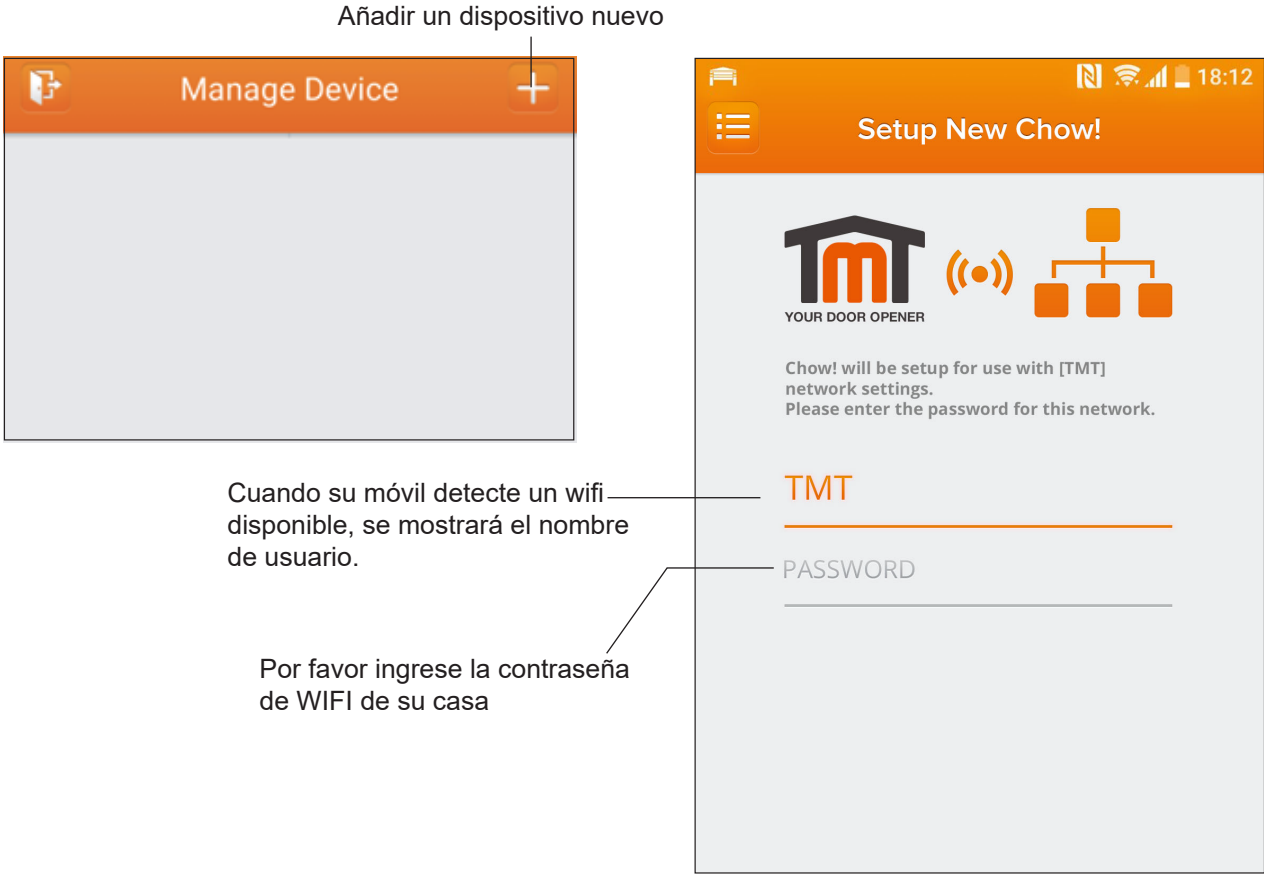 Añadir un dispositivo nuevo
Manage Device
18:12
Setup New Chow!
TMT
YOUR DOOR OPENER
Chow! will be setup for use with [TMT]
network settings.
Please enter the password for this network.
Cuando su móvil detecte un wifi
disponible, se mostrará el nombre
de usuario.
TMT
PASSWORD
Por favor ingrese la contraseña
de WIFI de su casa